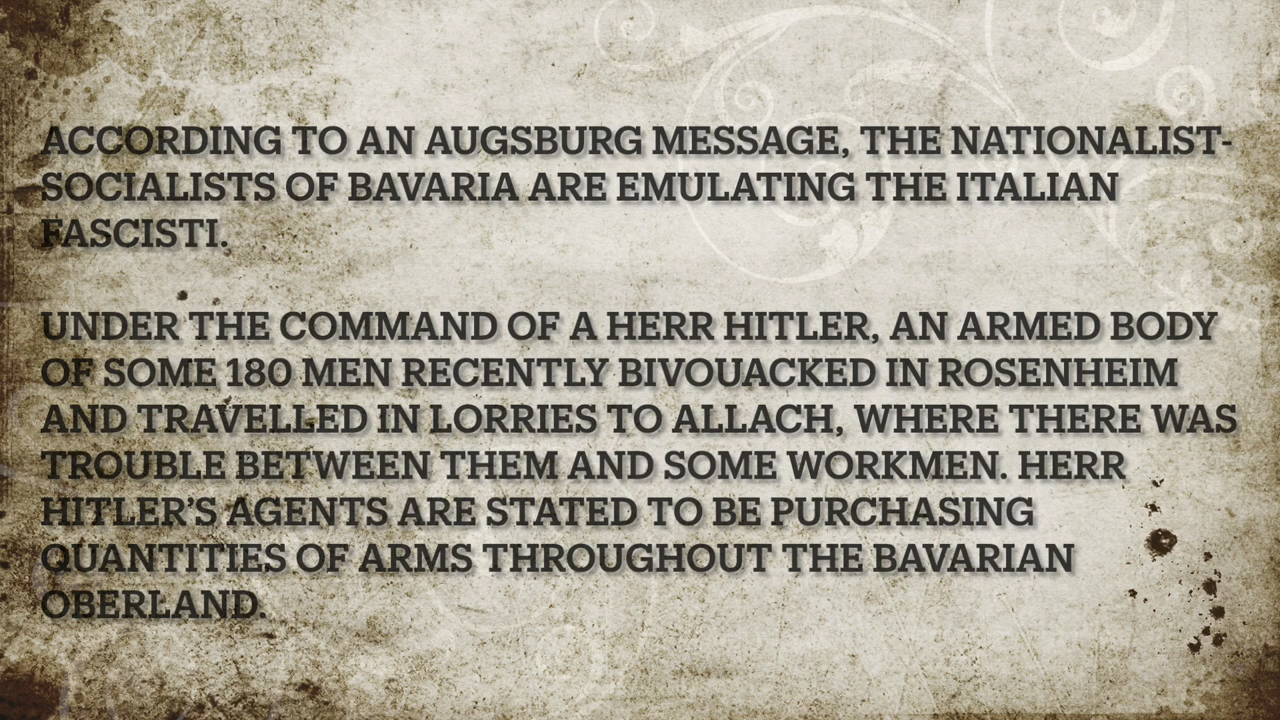 ACCORDING TO AN AUGSBURG MESSAGE, THE NATIONALIST-
SOCIALISTS OF BAVARIA ARE EMULATING THE ITALIAN
FASCISTI.
UNDER THE COMMAND OF A HERR HITLER, AN ARMED BODY
OF SOME 180 MEN RECENTLY BIVOUACKED IN ROSENHEIM
AND TRAVELLED IN LORRIES TO ALLACH, WHERE THERE WAS
TROUBLE BETWEEN THEM AND SOME WORKMEN. HERR
HITLER’S AGENTS ARE STATED TO BE PURCHASING
QUANTITIES OF ARMS THROUGHOUT THE BAVARIAN
OBERLAND.